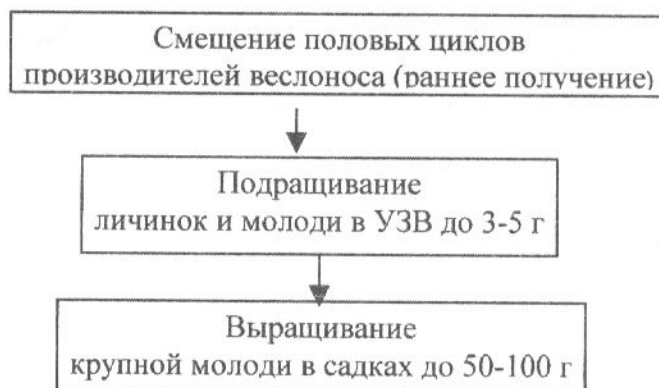 Смещение половых циклов
производителей веслоноса (раннее получение)
Подращивание
личинок и молоди в УЗВ до 3-5 г
Выращивание
крупной молоди в садках до 50-100 г